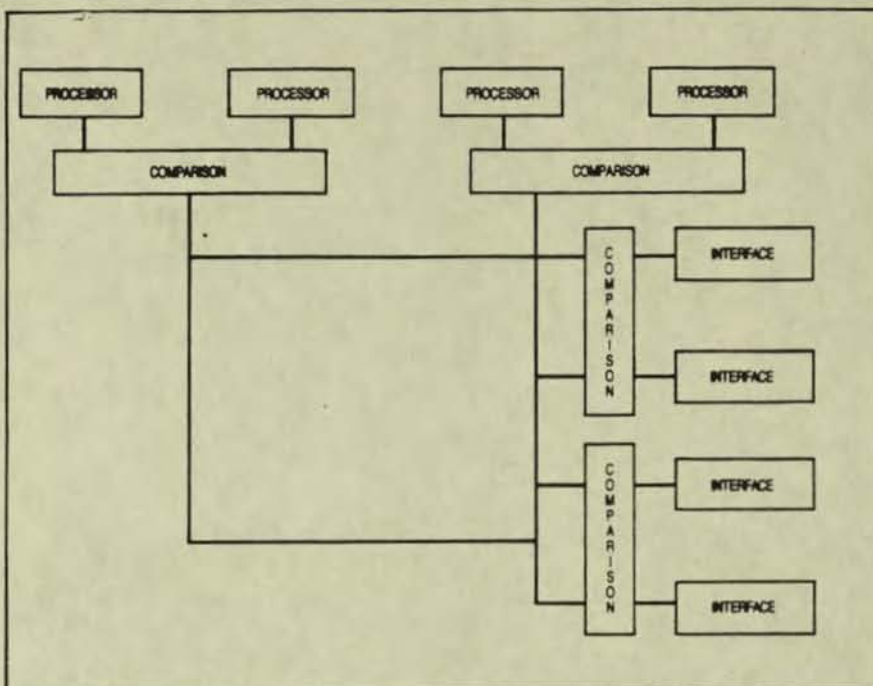 PROCESSOR
PROCESSOR
PROCESSOR
PROCESSOR
COMPARISON
COMPARISON
COMPARISON
INTERFACE
INTERFACE
COMPARISON
INTERFACE
INTERFACE